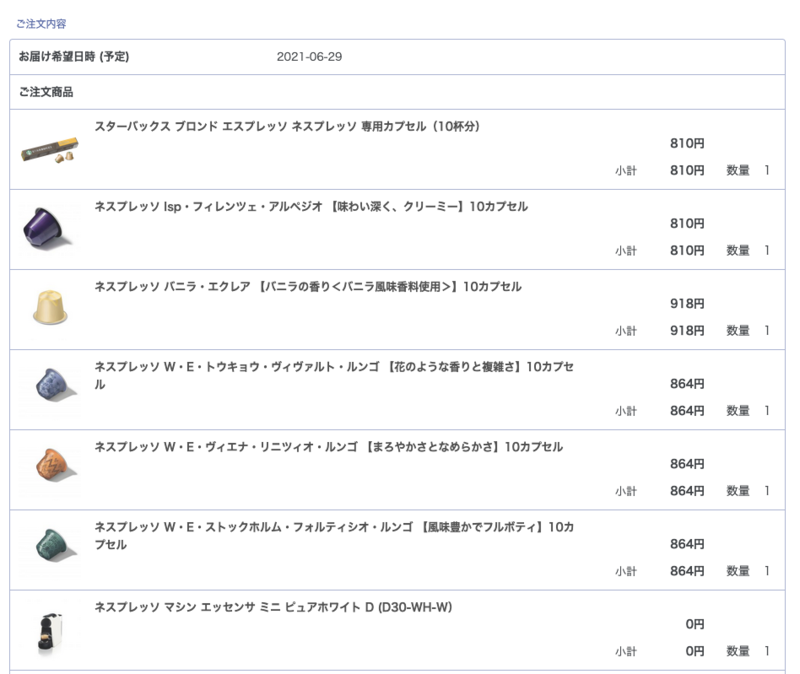 ご注文内容
お届け希望日時 (予定) 2021-06-29
ご注文商品
スターバックス ブロンド エスプレッソ ネスプレッソ 専用カプセル（10杯分）
810円
小計 810円 数量 1
ネスプレッソ Isp・フィレンツェ・アルペジオ 【味わい深く、クリーミー】10カプセル
810円
小計 810円 数量 1
ネスプレッソ バニラ・エクレア 【バニラの香り＜バニラ風味香料使用＞】10カプセル
918円
小計 918円 数量 1
ネスプレッソ W・E・トウキョウ・ヴィヴァルト・ルンゴ 【花のような香りと複雑さ】10カプセ
ル
864円
小計 864円 数量 1
ネスプレッソ W・E・ヴィエナ・リニツィオ・ルンゴ 【まろやかさとなめらかさ】10カプセル
864円
小計 864円 数量 1
ネスプレッソ W・E・ストックホルム・フォルティシオ・ルンゴ 【風味豊かでフルボディ】10カ
プセル
864円
小計 864円 数量 1
ネスプレッソ マシン エッセンサ ミニ ピュアホワイト D (D30-WH-W)
0円
小計 0円 数量 1